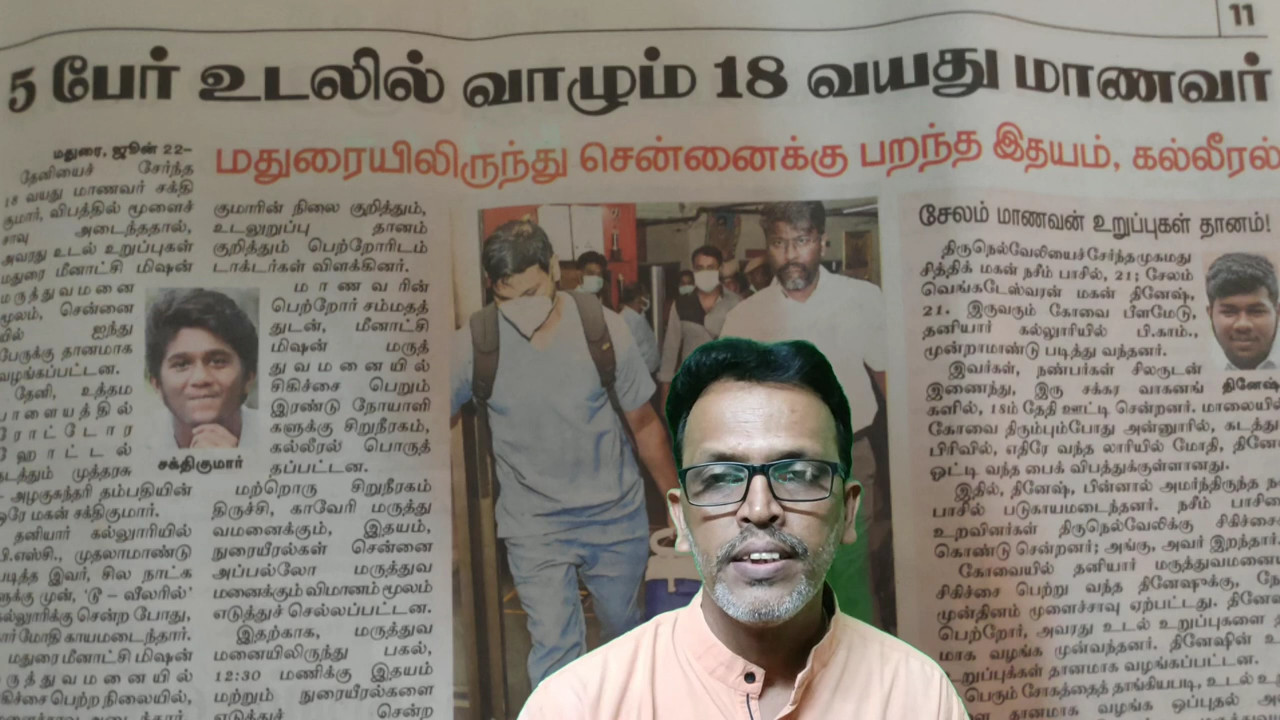 11
5 பேர் உடலில் வாழும் 18 வயது மாணவர்
மதுரையிலிருந்து சென்னைக்கு பறந்த இதயம், கல்லீரல்
மதுரை, ஜூன் 22–
தேனியைச் சேர்ந்த
18 வயது மாணவர் சக்தி
குமார், விபத்தில் மூளைச்
சாவு அடைந்ததால்,
அவரது உடல் உறுப்புகள்
மதுரை மீனாட்சி மிஷன்
மருத்துவமனை
மூலம், சென்னை
யில் ஐந்து
பேருக்கு தானமாக
வழங்கப்பட்டன.
தேனி, உத்தம
பாளையத்தில்
ரோட்டோர
ஹோட்டல்
நடத்தும் முத்தரசு
– அழகுசுந்தரி தம்பதியின்
ஒரே மகன் சக்திகுமார்.
தனியார் கல்லூரியில்
பி.எஸ்சி., முதலாமாண்டு
படித்த இவர், சில நாட்க
ளுக்கு முன், 'டூ – வீலரில்'
கல்லூரிக்கு சென்ற போது,
கார்மோதி காயமடைந்தார்.
மதுரை மீனாட்சி மிஷன்
மருத்துவமனையில்
சிகிச்சை பெற்ற நிலையில்,
சக்திகுமார்
குமாரின் நிலை குறித்தும்,
உடலுறுப்பு தானம்
குறித்தும் பெற்றோரிடம்
டாக்டர்கள் விளக்கினர்.
மாணவரின்
பெற்றோர் சம்மதத்
துடன், மீனாட்சி
மிஷன் மருத்
துவமனையில்
சிகிச்சை பெறும்
இரண்டு நோயாளி
களுக்கு சிறுநீரகம்,
கல்லீரல் பொருத்
தப்பட்டன.
மற்றொரு சிறுநீரகம்
திருச்சி, காவேரி மருத்து
வமனைக்கும், இதயம்,
நுரையீரல்கள் சென்னை
அப்பல்லோ மருத்துவ
மனைக்கும் விமானம் மூலம்
எடுத்துச் செல்லப்பட்டன.
இதற்காக, மருத்துவ
மனையிலிருந்து பகல்,
12:30 மணிக்கு இதயம்
மற்றும் நுரையீரல்களை
எடுத்துச் சென்ற
சேலம் மாணவன் உறுப்புகள் தானம்!
திருநெல்வேலியைச்சேர்ந்தமுகமது
சித்திக் மகன் நசீம் பாசில், 21; சேலம்
வெங்கடேஸ்வரன் மகன் தினேஷ்,
21. இருவரும் கோவை பீளமேடு,
தனியார் கல்லூரியில் பி.காம்.,
முன்றாமாண்டு படித்து வந்தனர்.
இவர்கள், நண்பர்கள் சிலருடன்
இணைந்து, இரு சக்கர வாகனங்
களில், 18ம் தேதி ஊட்டி சென்றனர். மாலையில்
கோவை திரும்பும்போது அன்னூரில்,
பிரிவில், எதிரே வந்த லாரியில் மோதி,
ஓட்டி வந்த பைக் விபத்துக்குள்ளானது.
இதில், தினேஷ், பின்னால் அமர்ந்திருந்த
பாசில் படுகாயமடைந்தனர். நசீம்
உறவினர்கள் திருநெல்வேலிக்கு
கொண்டு சென்றனர்; அங்கு, அவர் இறந்தார்.
கோவையில் தனியார்
சிகிச்சை பெற்று வந்த தினேஷுக்கு,
முன்தினம் மூளைச்சாவு ஏற்பட்டது.
பெற்றோர், அவரது உடல் உறுப்புகளை
மாக வழங்க முன்வந்தனர். தினேஷின்
உறுப்புக்கள் தானமாக வழங்கப்பட்டன.
பெரும் சோகத்தைத் தாங்கியபடி, உடல்
தானமாக வழங்க ஒப்புதல்
தினேஷ்